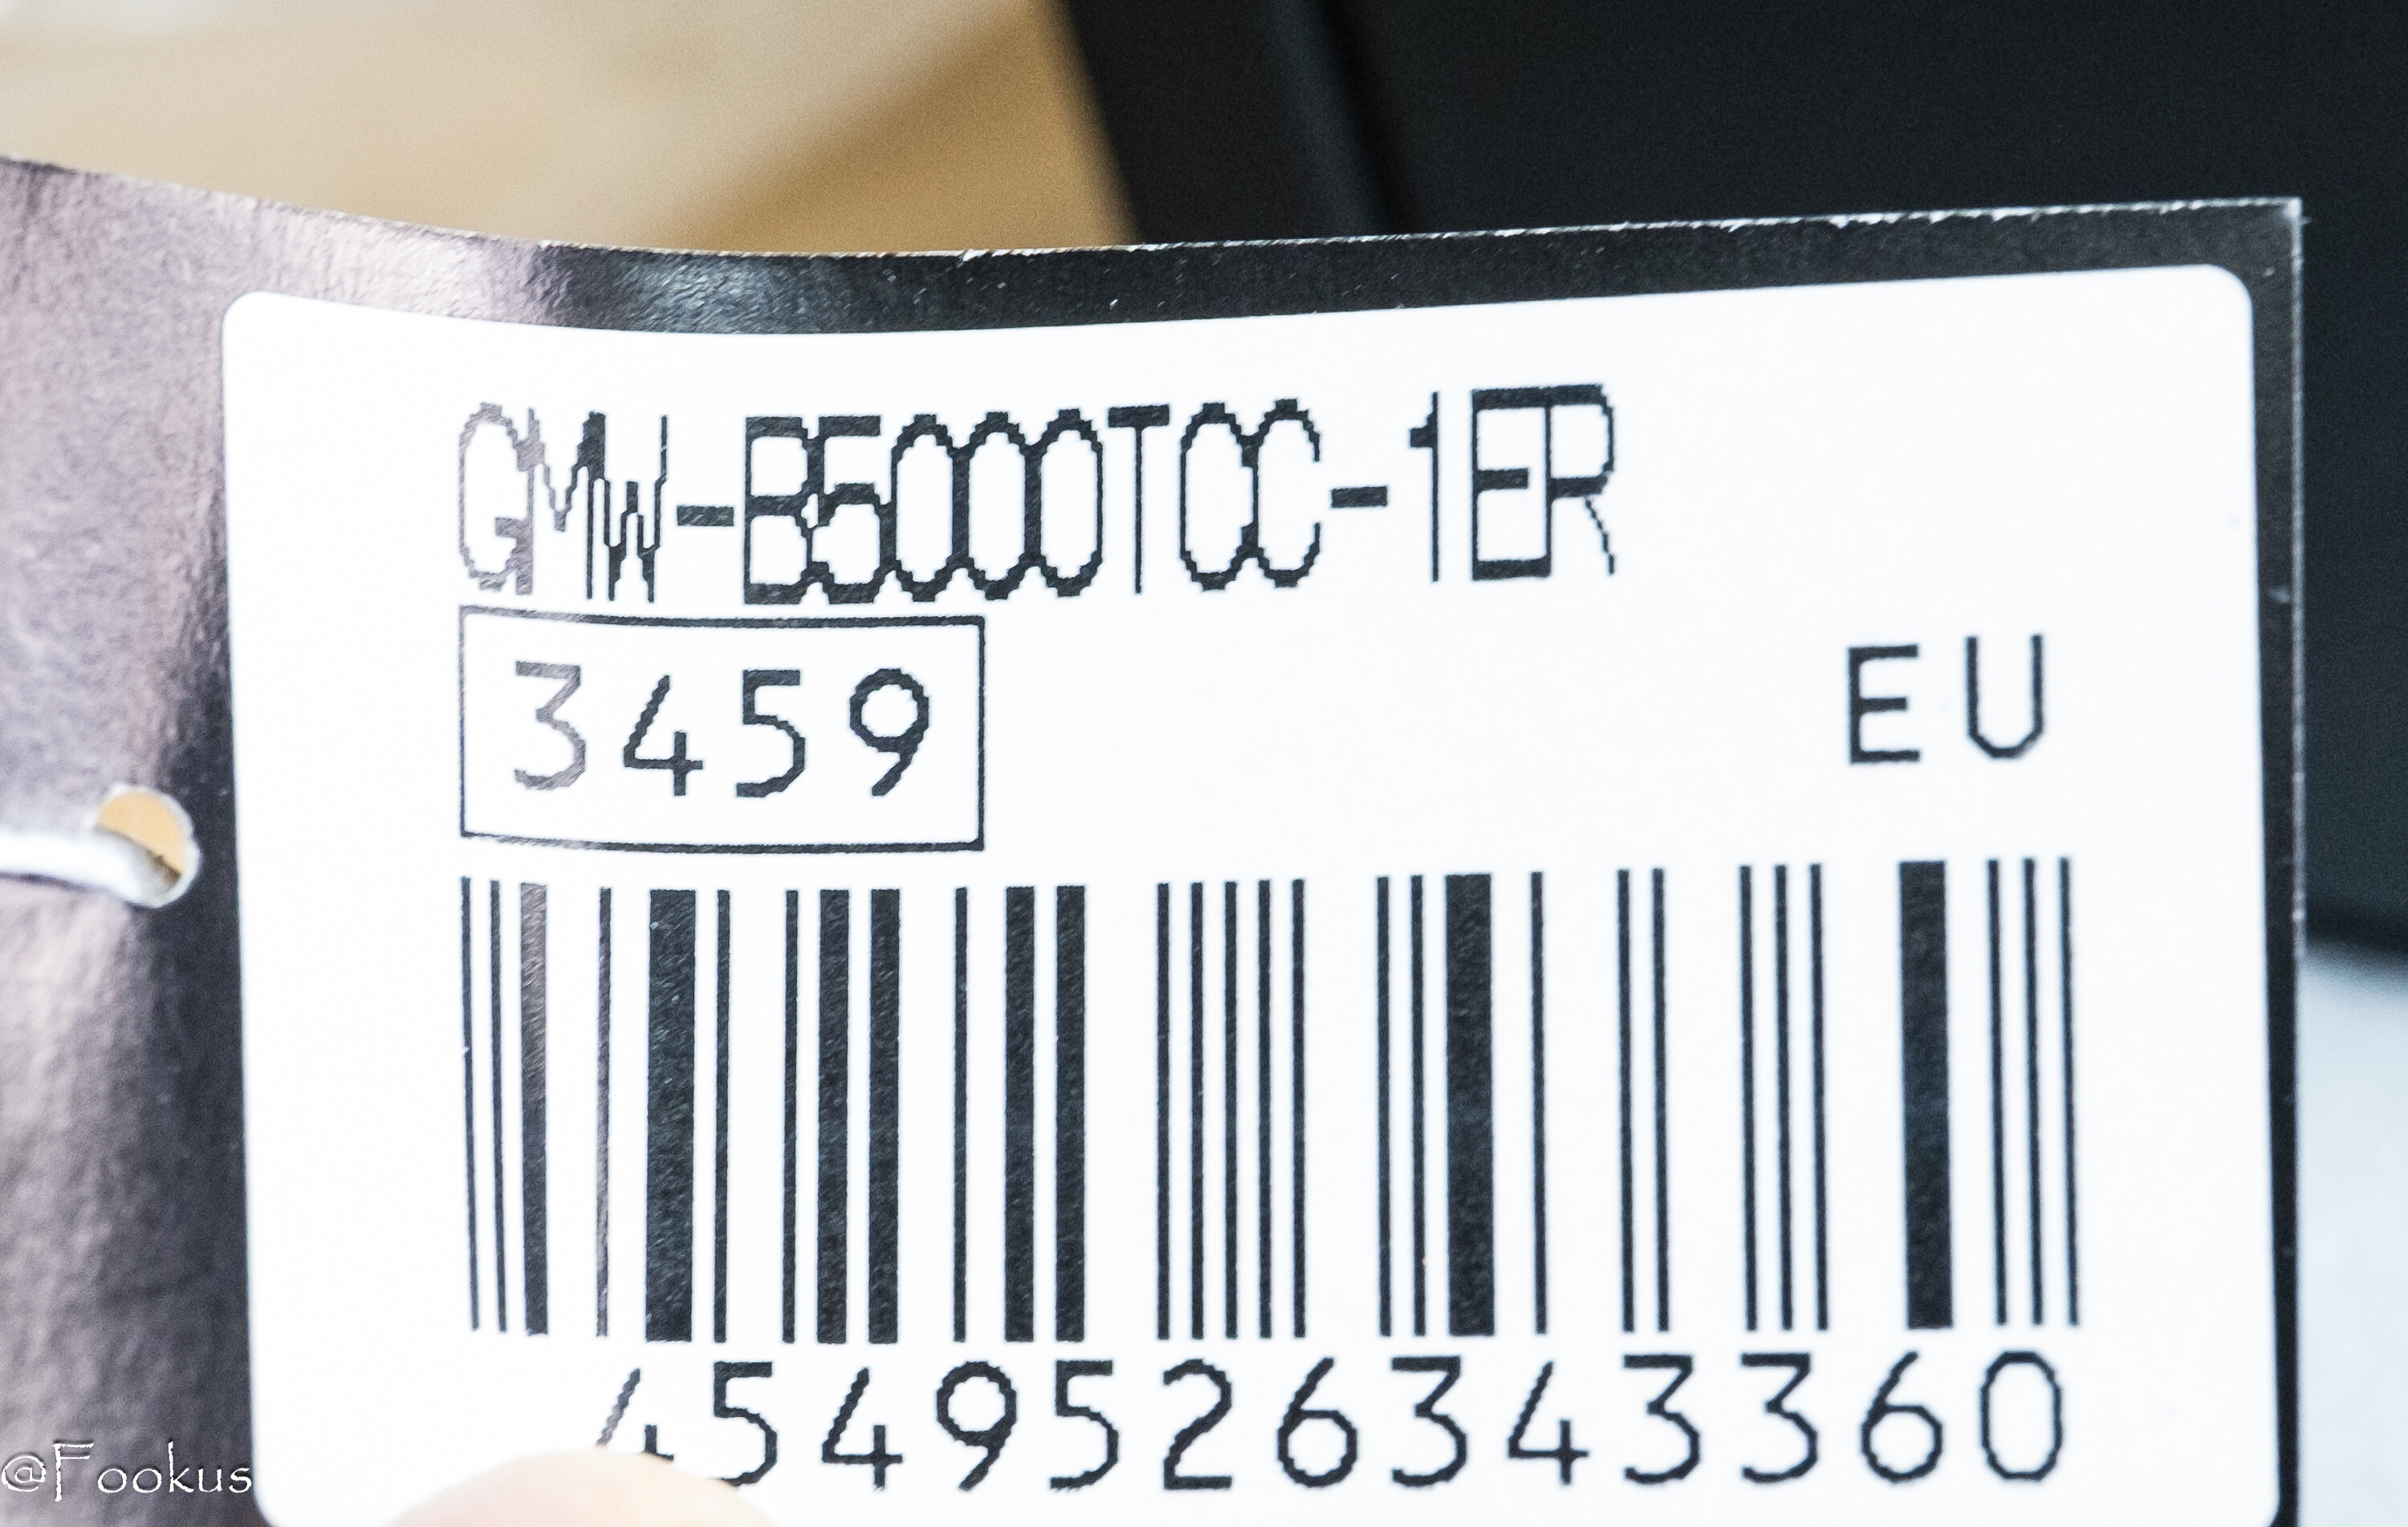 GMW-B5000TCC-1ER
3459
EU
4549526343360
@Fookus